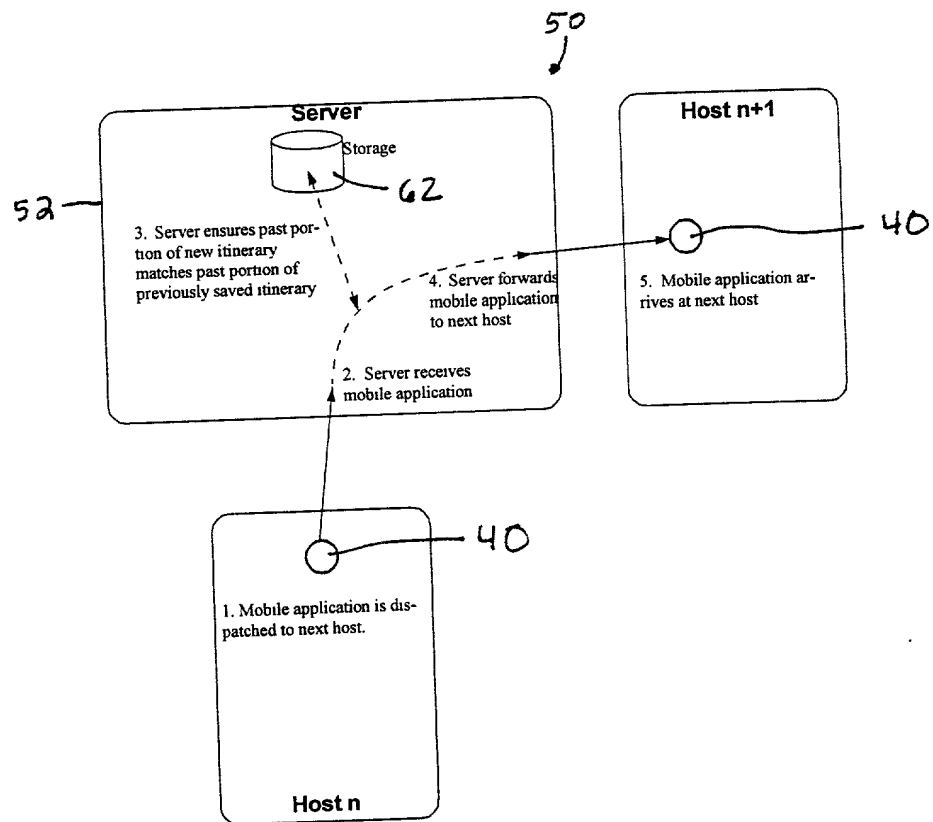 50
Server
Host n+1
Storage
62
52
40
3. Server ensures past por-
tion of new itinerary
matches past portion of
previously saved itinerary
4. Server forwards
mobile application
to next host
5. Mobile application ar-
rives at next host
2. Server receives
mobile application
40
1. Mobile application is dis-
patched to next host.
Host n